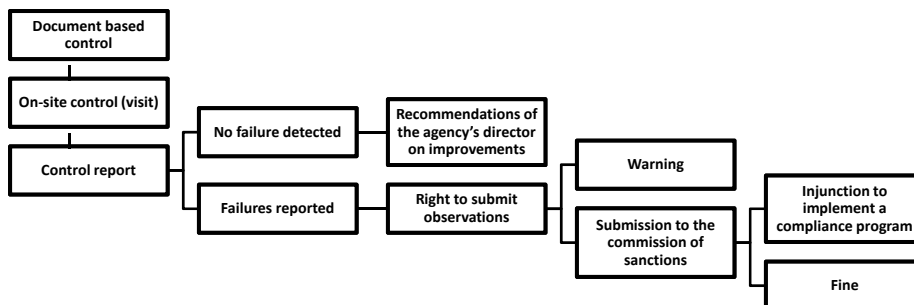 Document based
control
On-site control (visit)
Control report
No failure detected
Recommendations of
the agency's director
on improvements
Failures reported
Right to submit
observations
Warning
Submission to the
commission of
sanctions
Injunction to
implement a
compliance program
Fine